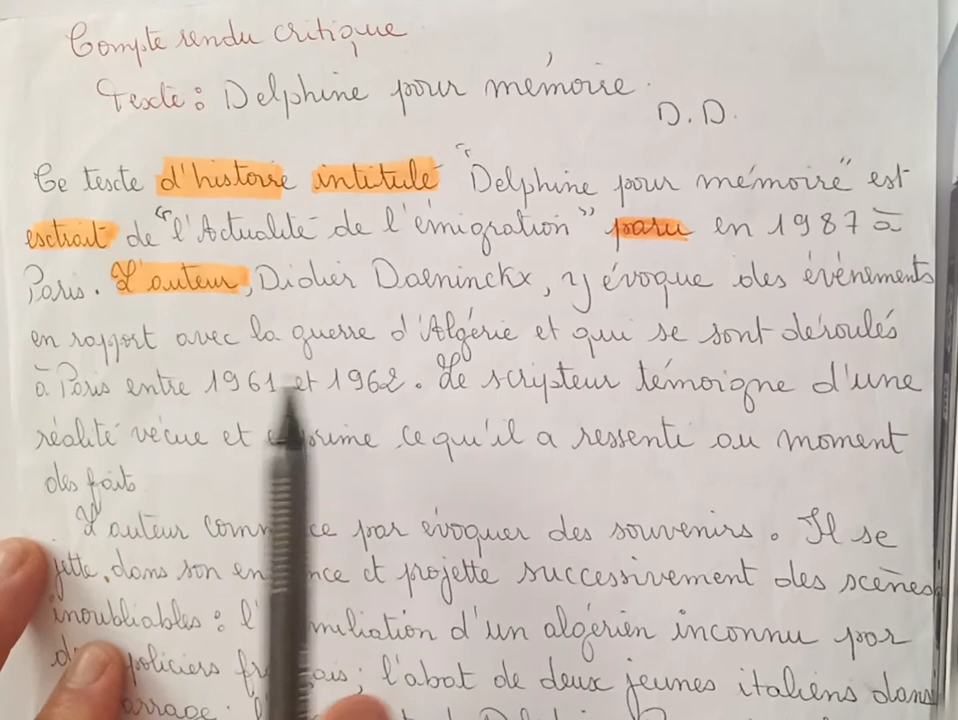 Compte rendu critique
Texte : Delphine pour mémoire.
D.D.
Ce texte d'histoire intitulé "Delphine pour mémoire" est
extrait de "l'Actualité de l'émigration" paru en 1987 à
Paris. L'auteur, Didier Daeninckx, y évoque des événements
en rapport avec la guerre d'Algérie et qui se sont déroulés
à Paris entre 1961 et 1962. Le scripteur témoigne d'une
réalité vécue et ce qu'il a ressenti au moment
des faits
L'auteur par évoquer des souvenirs. Il se
jette, dans son et projette successivement des scènes
inoubliables : d'un algérien inconnu par
policiers ; l'abat de deux jeunes italiens dans